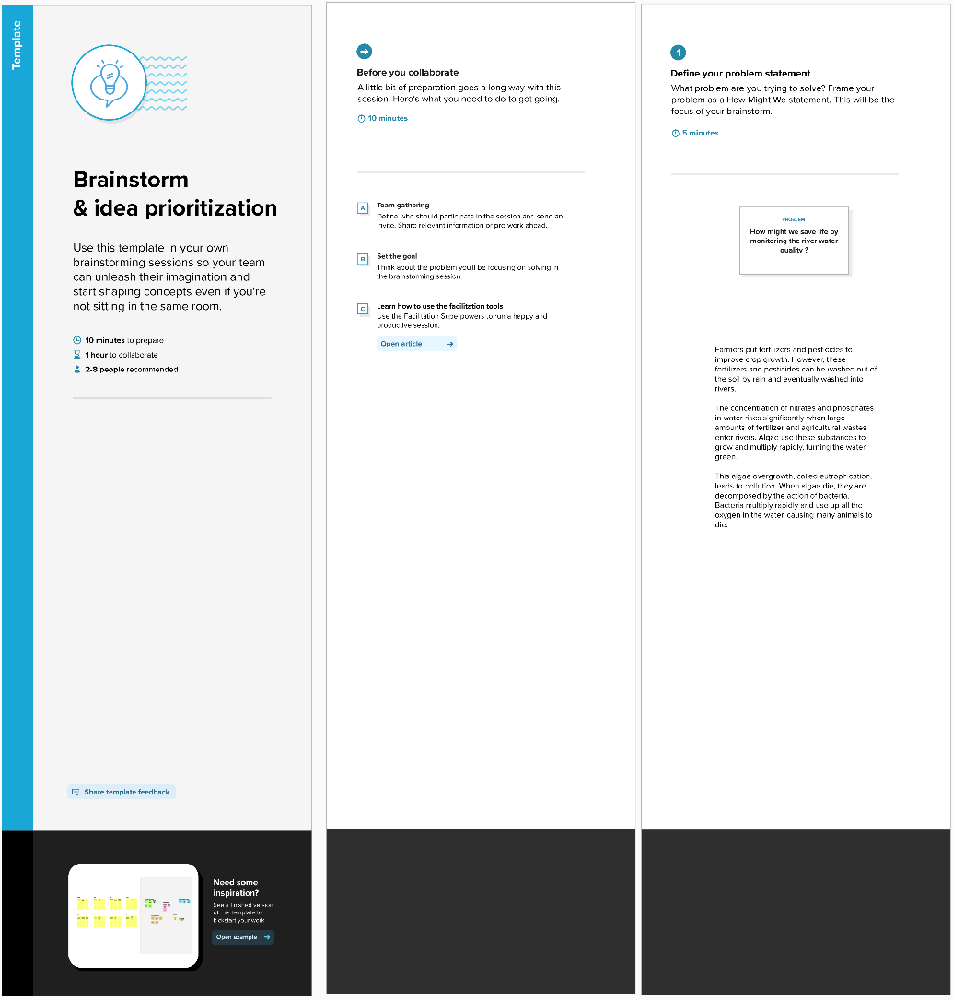 Template
Brainstorm
& idea prioritization
Use this template in your own
brainstorming sessions so your team
can unleash their imagination and
start shaping concepts even if you're
not sitting in the same room.
10 minutes to prepare
1 hour to collaborate
2-8 people recommended
Share template feedback
Need some
inspiration?
See a finished version
of this template to
kickstart your work.
Open example
Before you collaborate
A little bit of preparation goes a long way with this
session. Here's what you need to do to get going.
10 minutes
A
Team gathering
Define who should participate in the session and send an
invite. Share relevant information or pre-work ahead.
B
Set the goal
Think about the problem you'll be focusing on solving in
the brainstorming session.
C
Learn how to use the facilitation tools
Use the Facilitation Superpowers to run a happy and
productive session.
Open article
1
Define your problem statement
What problem are you trying to solve? Frame your
problem as a How Might We statement. This will be the
focus of your brainstorm.
5 minutes
PROBLEM
How might we save life by
monitoring the river water
quality ?
Farmers put fertilizers and pesticides to
improve crop growth. However, these
fertilizers and pesticides can be washed out of
the soil by rain and eventually washed into
rivers.
The concentration of nitrates and phosphates
in water rises significantly when large
amounts of fertilizer and agricultural wastes
enter rivers. Algae use these substances to
grow and multiply rapidly, turning the water
green.
This algae overgrowth, called eutrophication,
leads to pollution. When algae die, they are
decomposed by the action of bacteria.
Bacteria multiply rapidly and use up all the
oxygen in the water, causing many animals to
die.